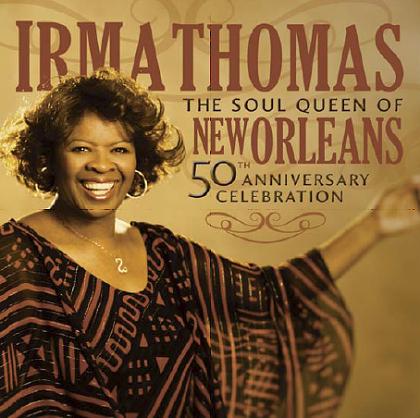 IRMA THOMAS
THE SOUL QUEEN OF
NEW ORLEANS
50TH ANNIVERSARY
CELEBRATION